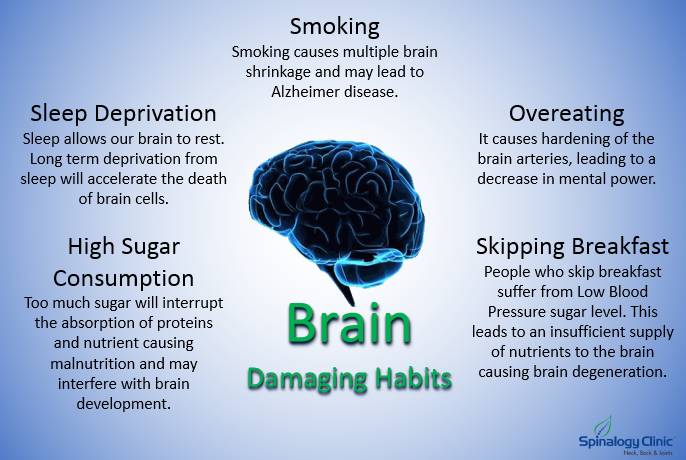 Smoking
Smoking causes multiple brain
shrinkage and may lead to
Alzheimer disease.
Sleep Deprivation
Sleep allows our brain to rest.
Long term deprivation from
sleep will accelerate the death
of brain cells.
Overeating
It causes hardening of the
brain arteries, leading to a
decrease in mental power.
High Sugar
Consumption
Too much sugar will interrupt
the absorption of proteins
and nutrient causing
malnutrition and may
interfere with brain
development.
Skipping Breakfast
People who skip breakfast
suffer from Low Blood
Pressure sugar level. This
leads to an insufficient supply
of nutrients to the brain
causing brain degeneration.
Brain
Damaging Habits
Spinalogy Clinic
Neck, Back & Joints